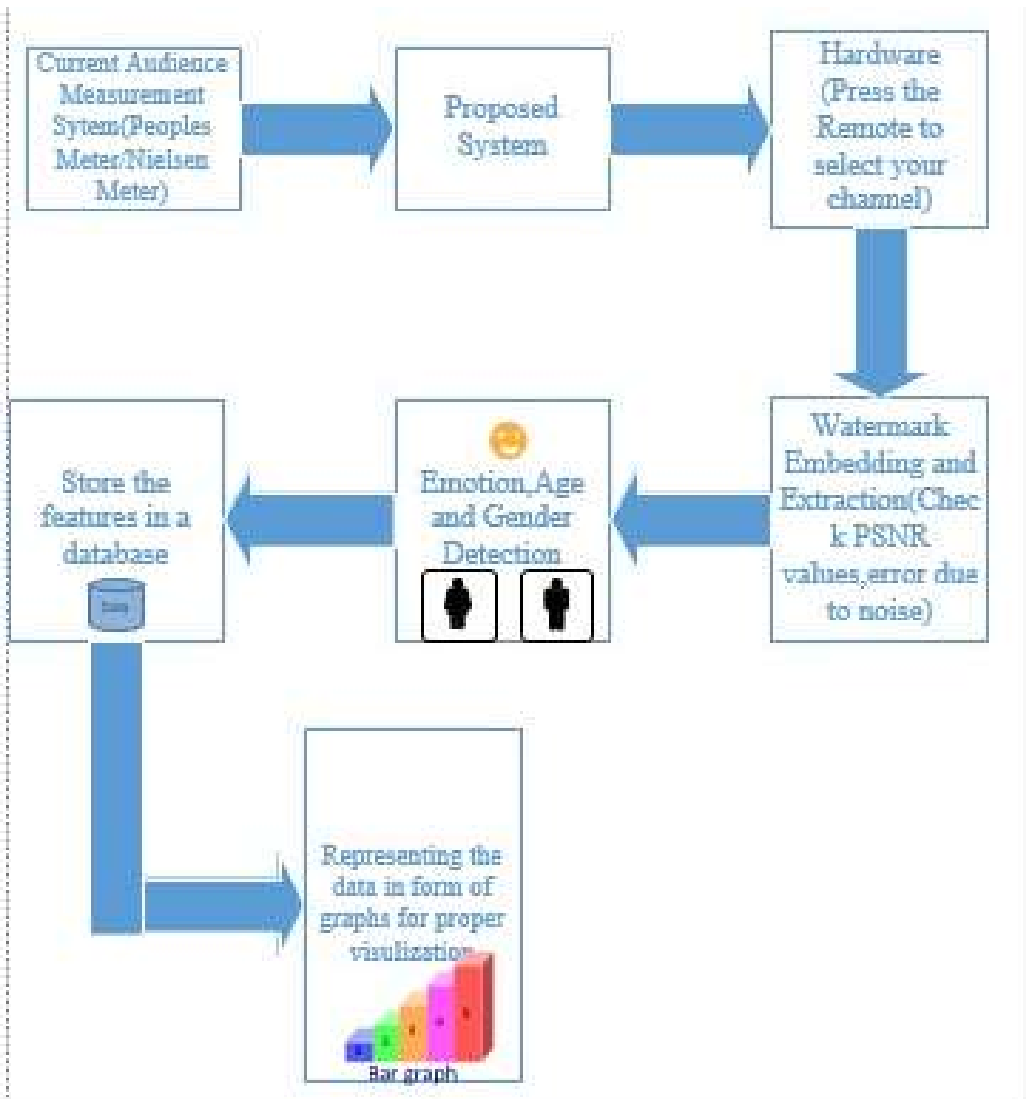 Current Audience
Measurement
Sytem(Peoples
Meter/Nielsen
Meter)
Proposed
System
Hardware
(Press the
Remote to
select your
channel)
Watermark
Embedding and
Extraction(Chec
k PSNR
values,error due
to noise)
Emotion,Age
and Gender
Detection
Store the
features in a
database
Representing the
data in form of
graphs for proper
visulization
Bar graph